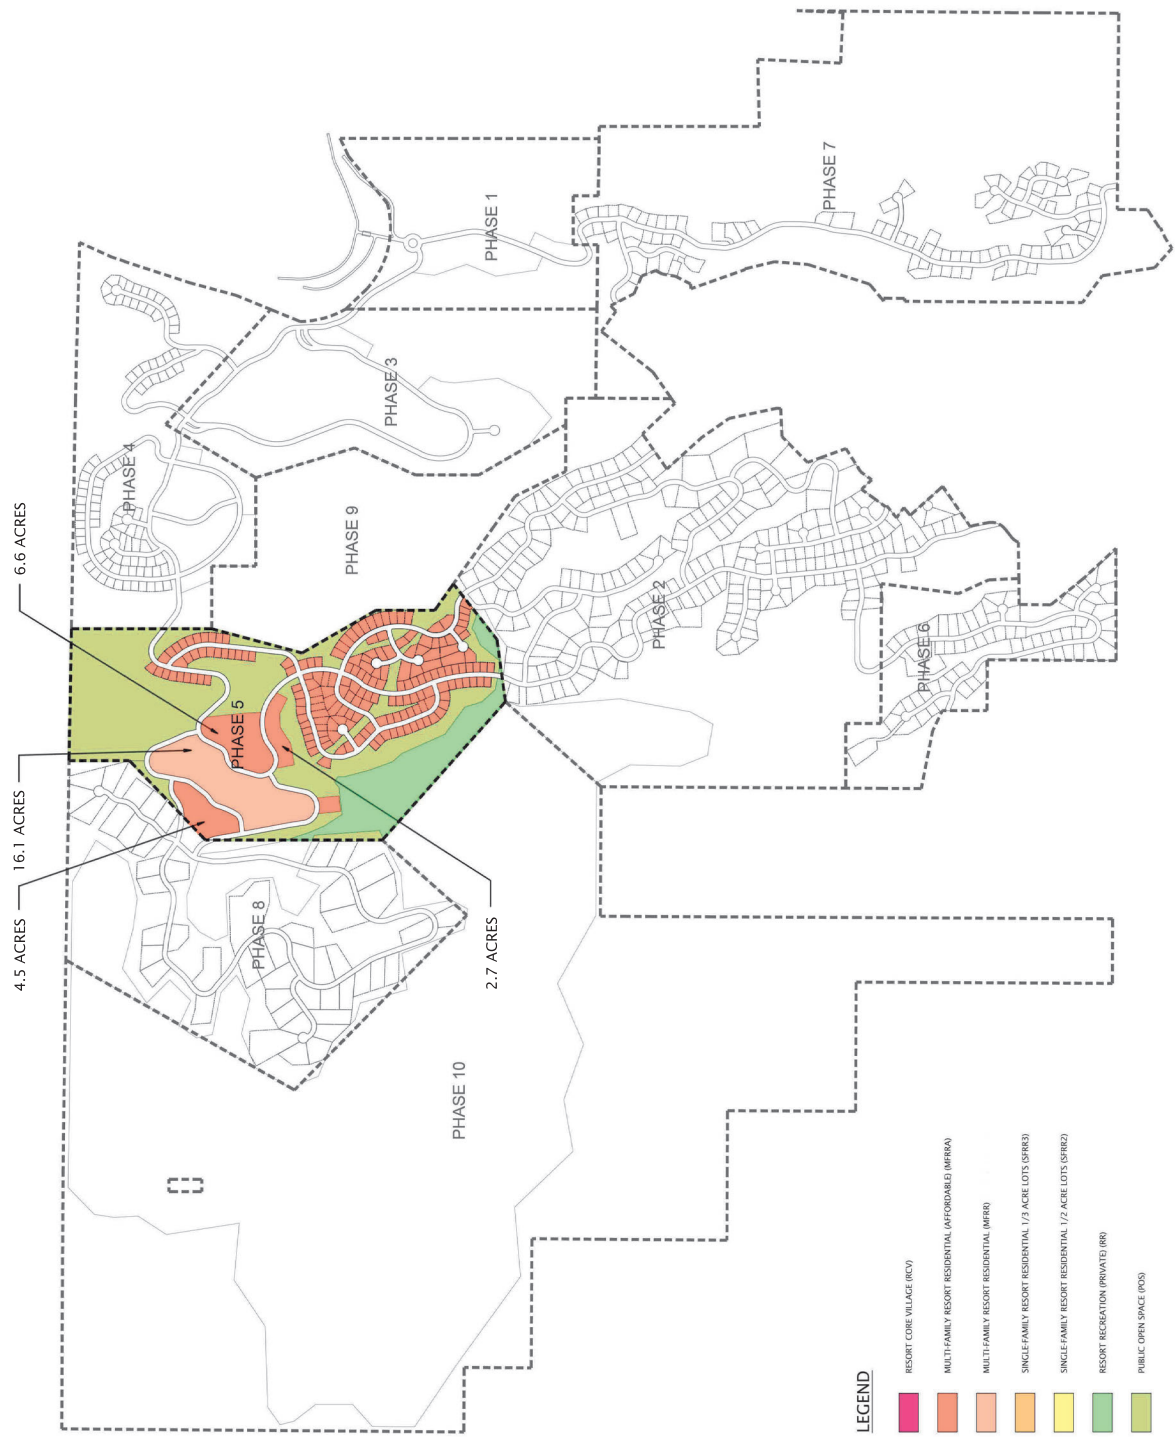 4.5 ACRES
16.1 ACRES
6.6 ACRES
2.7 ACRES
PHASE 4
PHASE 5
PHASE 8
PHASE 9
PHASE 3
PHASE 1
PHASE 10
PHASE 2
PHASE 7
PHASE 6
LEGEND
RESORT CORE VILLAGE (RCV)
MULTI-FAMILY RESORT RESIDENTIAL (AFFORDABLE) (MFRRA)
MULTI-FAMILY RESORT RESIDENTIAL (MFRR)
SINGLE-FAMILY RESORT RESIDENTIAL 1/3 ACRE LOTS (SFRR3)
SINGLE-FAMILY RESORT RESIDENTIAL 1/2 ACRE LOTS (SFRR2)
RESORT RECREATION (PRIVATE) (RR)
PUBLIC OPEN SPACE (POS)